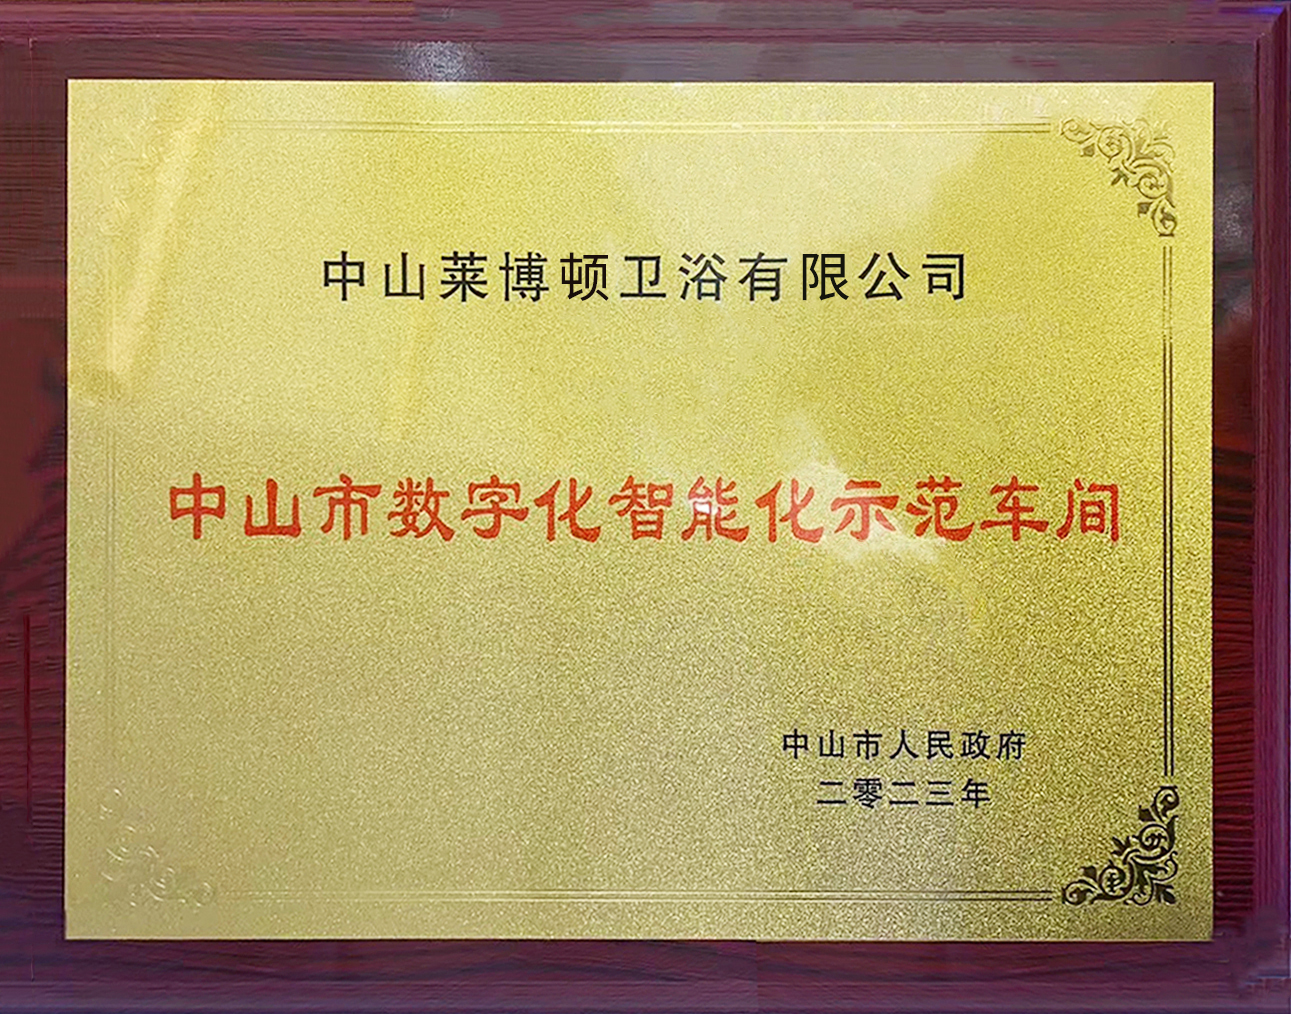 中山莱博顿卫浴有限公司
中山市数字化智能化示范车间
中山市人民政府
二零二三年